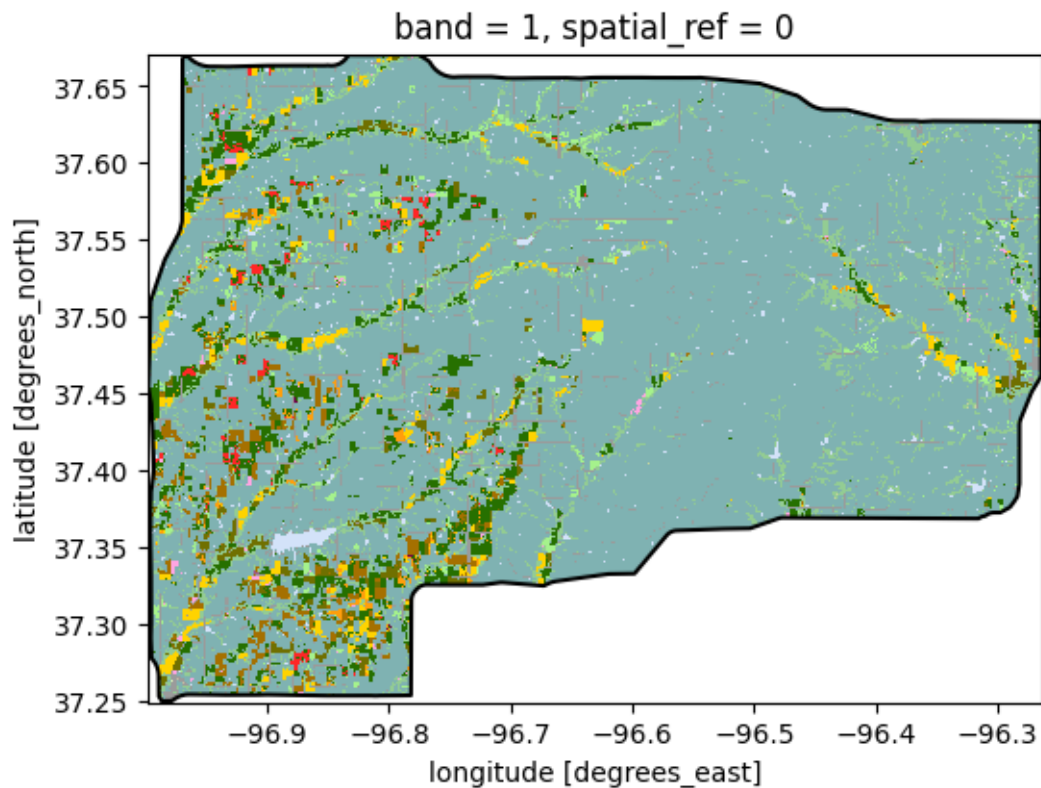 band = 1, spatial_ref = 0
37.65
37.60
37.55
37.50
37.45
37.40
37.35
37.30
37.25
latitude [degrees_north]
−96.9 −96.8 −96.7 −96.6 −96.5 −96.4 −96.3
longitude [degrees_east]